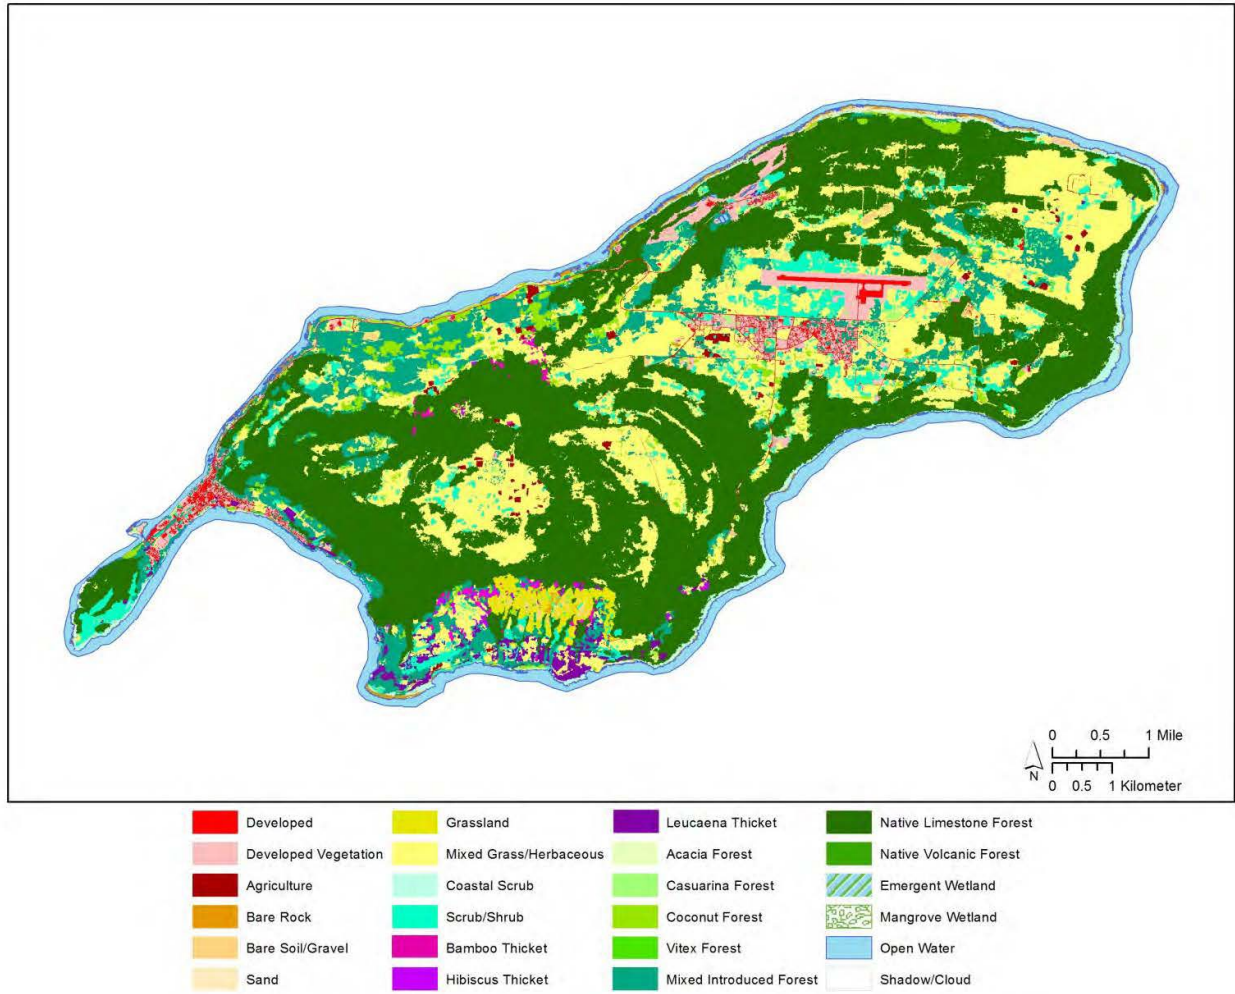 0 0.5 1 Mile
N
0 0.5 1 Kilometer
Developed Grassland Leucaena Thicket Native Limestone Forest
Developed Vegetation Mixed Grass/Herbaceous Acacia Forest Native Volcanic Forest
Agriculture Coastal Scrub Casuarina Forest Emergent Wetland
Bare Rock Scrub/Shrub Coconut Forest Mangrove Wetland
Bare Soil/Gravel Bamboo Thicket Vitex Forest Open Water
Sand Hibiscus Thicket Mixed Introduced Forest Shadow/Cloud